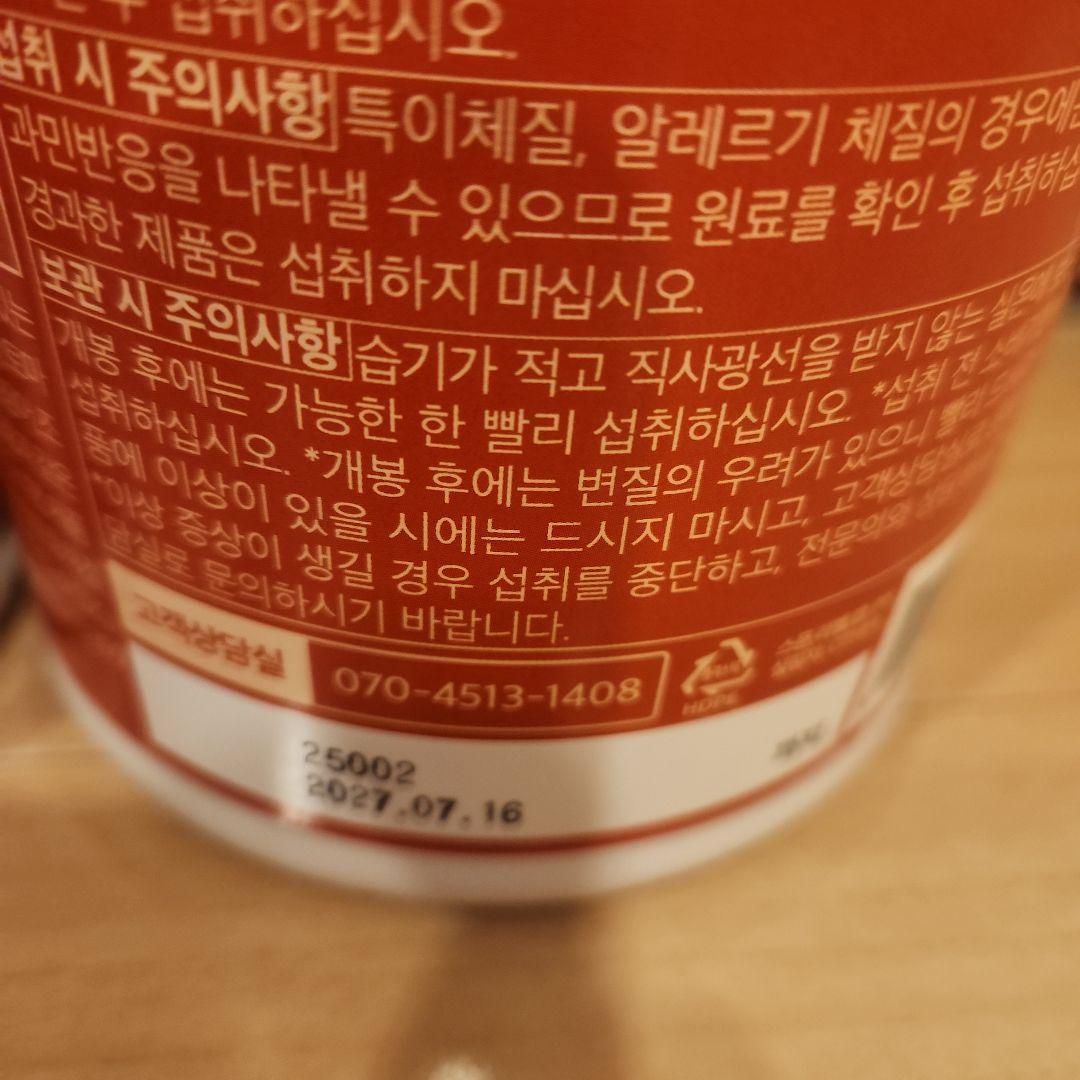 섭취하십시오.
섭취 시 주의사항 특이체질, 알레르기 체질의 경우에는
과민반응을 나타낼 수 있으므로 원료를 확인 후 섭취하십
경과한 제품은 섭취하지 마십시오.
보관 시 주의사항 습기가 적고 직사광선을 받지 않는
개봉 후에는 가능한 한 빨리 섭취하십시오. *섭취 전
섭취하십시오. *개봉 후에는 변질의 우려가 있으니 빨리
품에 이상이 있을 시에는 드시지 마시고, 고객상담실
*이상 증상이 생길 경우 섭취를 중단하고, 전문의와
문의하시기 바랍니다.
고객상담실 070-4513-1408
HDPE
25002
2027.07.16